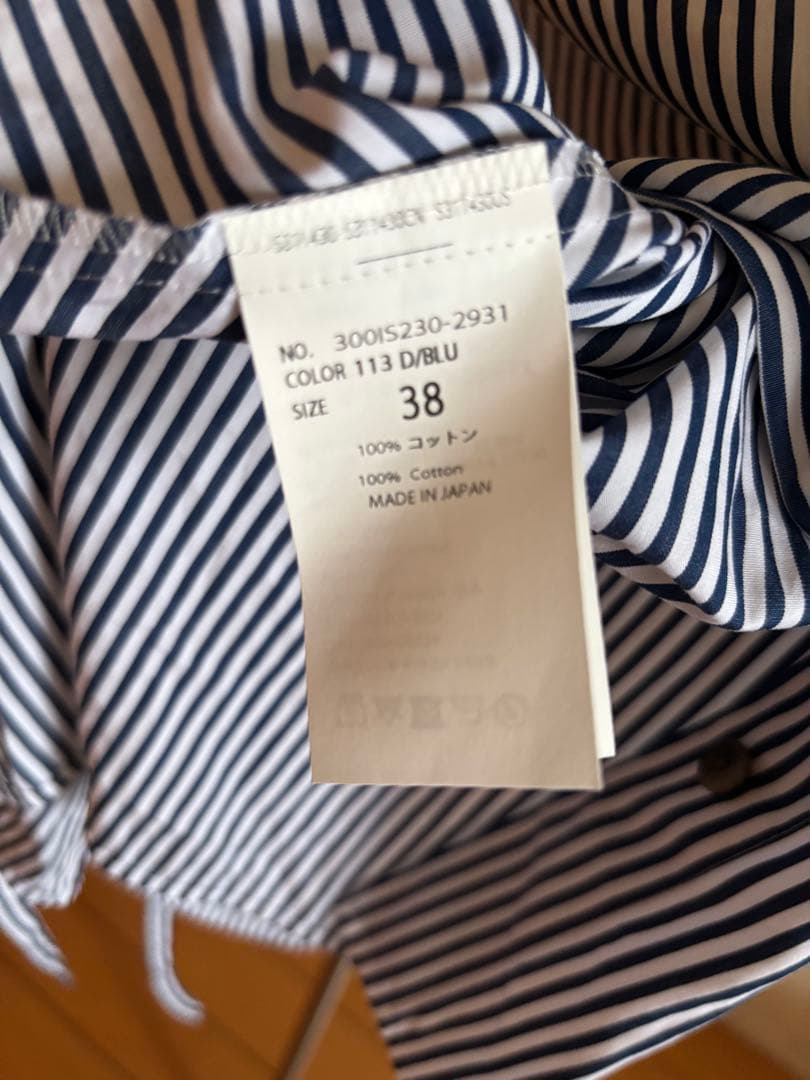 NO. 300IS230-2931
COLOR 113 D/BLU
SIZE 38
100% コットン
100% Cotton
MADE IN JAPAN